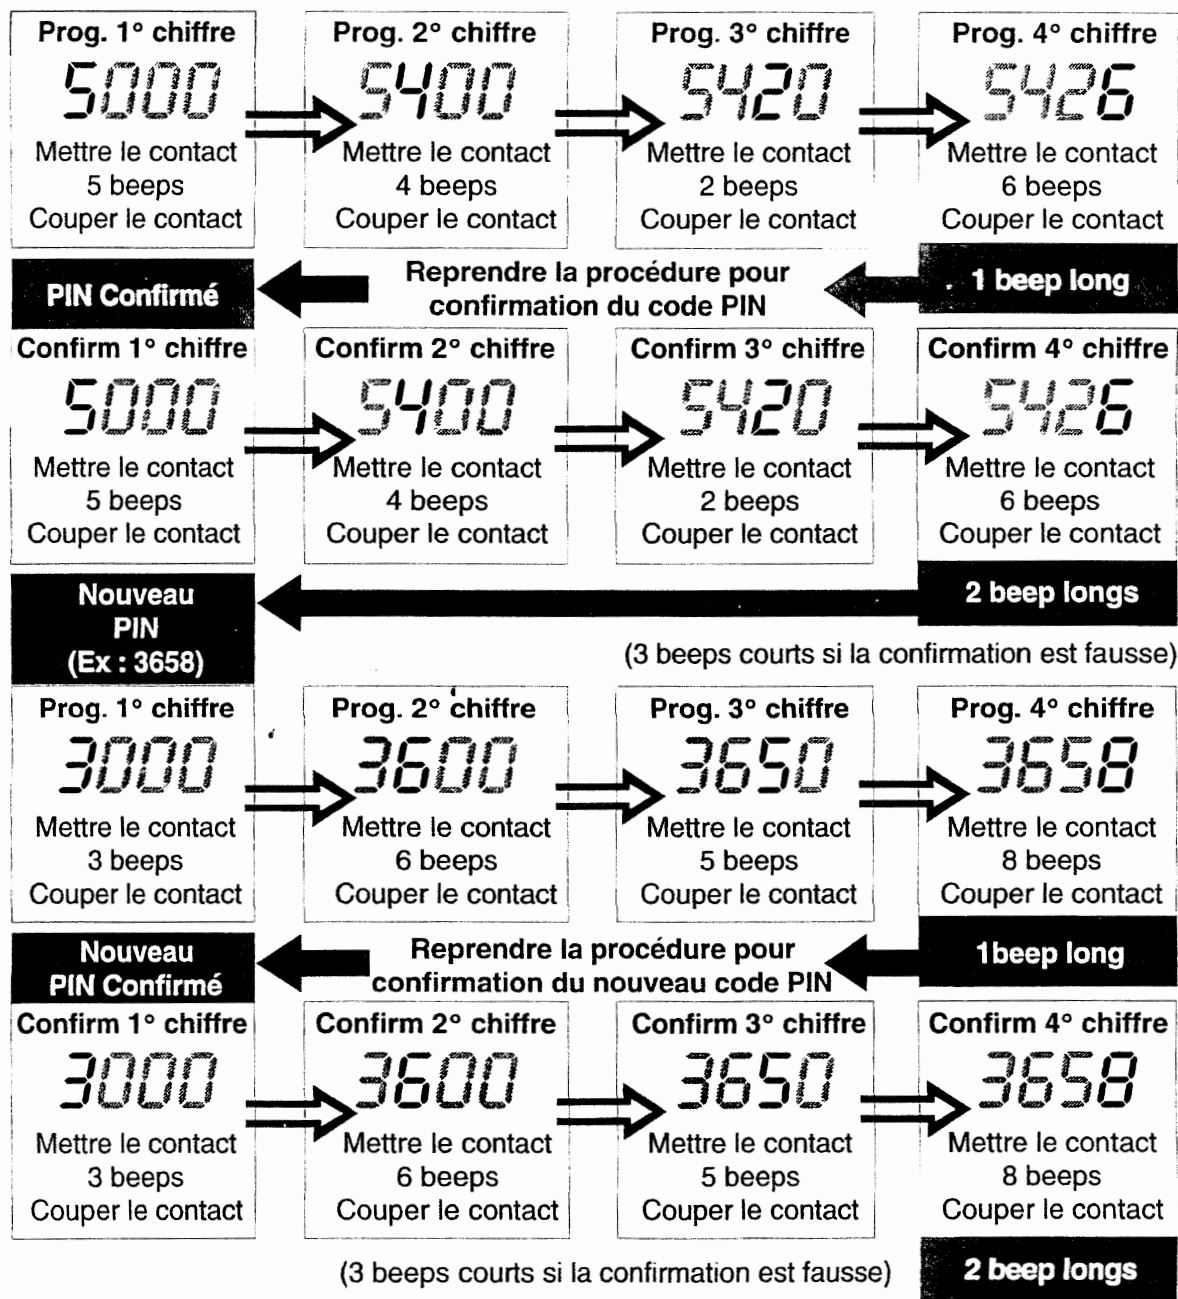 Prog. 1° chiffre
5000
Mettre le contact
5 beeps
Couper le contact
Prog. 2° chiffre
5400
Mettre le contact
4 beeps
Couper le contact
Prog. 3° chiffre
5420
Mettre le contact
2 beeps
Couper le contact
Prog. 4° chiffre
5426
Mettre le contact
6 beeps
Couper le contact
1 beep long
Reprendre la procédure pour
confirmation du code PIN
PIN Confirmé
Confirm 1° chiffre
5000
Mettre le contact
5 beeps
Couper le contact
Confirm 2° chiffre
5400
Mettre le contact
4 beeps
Couper le contact
Confirm 3° chiffre
5420
Mettre le contact
2 beeps
Couper le contact
Confirm 4° chiffre
5426
Mettre le contact
6 beeps
Couper le contact
2 beep longs
(3 beeps courts si la confirmation est fausse)
Nouveau
PIN
(Ex : 3658)
Prog. 1° chiffre
3000
Mettre le contact
3 beeps
Couper le contact
Prog. 2° chiffre
3600
Mettre le contact
6 beeps
Couper le contact
Prog. 3° chiffre
3650
Mettre le contact
5 beeps
Couper le contact
Prog. 4° chiffre
3658
Mettre le contact
8 beeps
Couper le contact
1beep long
Reprendre la procédure pour
confirmation du nouveau code PIN
Nouveau
PIN Confirmé
Confirm 1° chiffre
3000
Mettre le contact
3 beeps
Couper le contact
Confirm 2° chiffre
3600
Mettre le contact
6 beeps
Couper le contact
Confirm 3° chiffre
3650
Mettre le contact
5 beeps
Couper le contact
Confirm 4° chiffre
3658
Mettre le contact
8 beeps
Couper le contact
(3 beeps courts si la confirmation est fausse)
2 beep longs